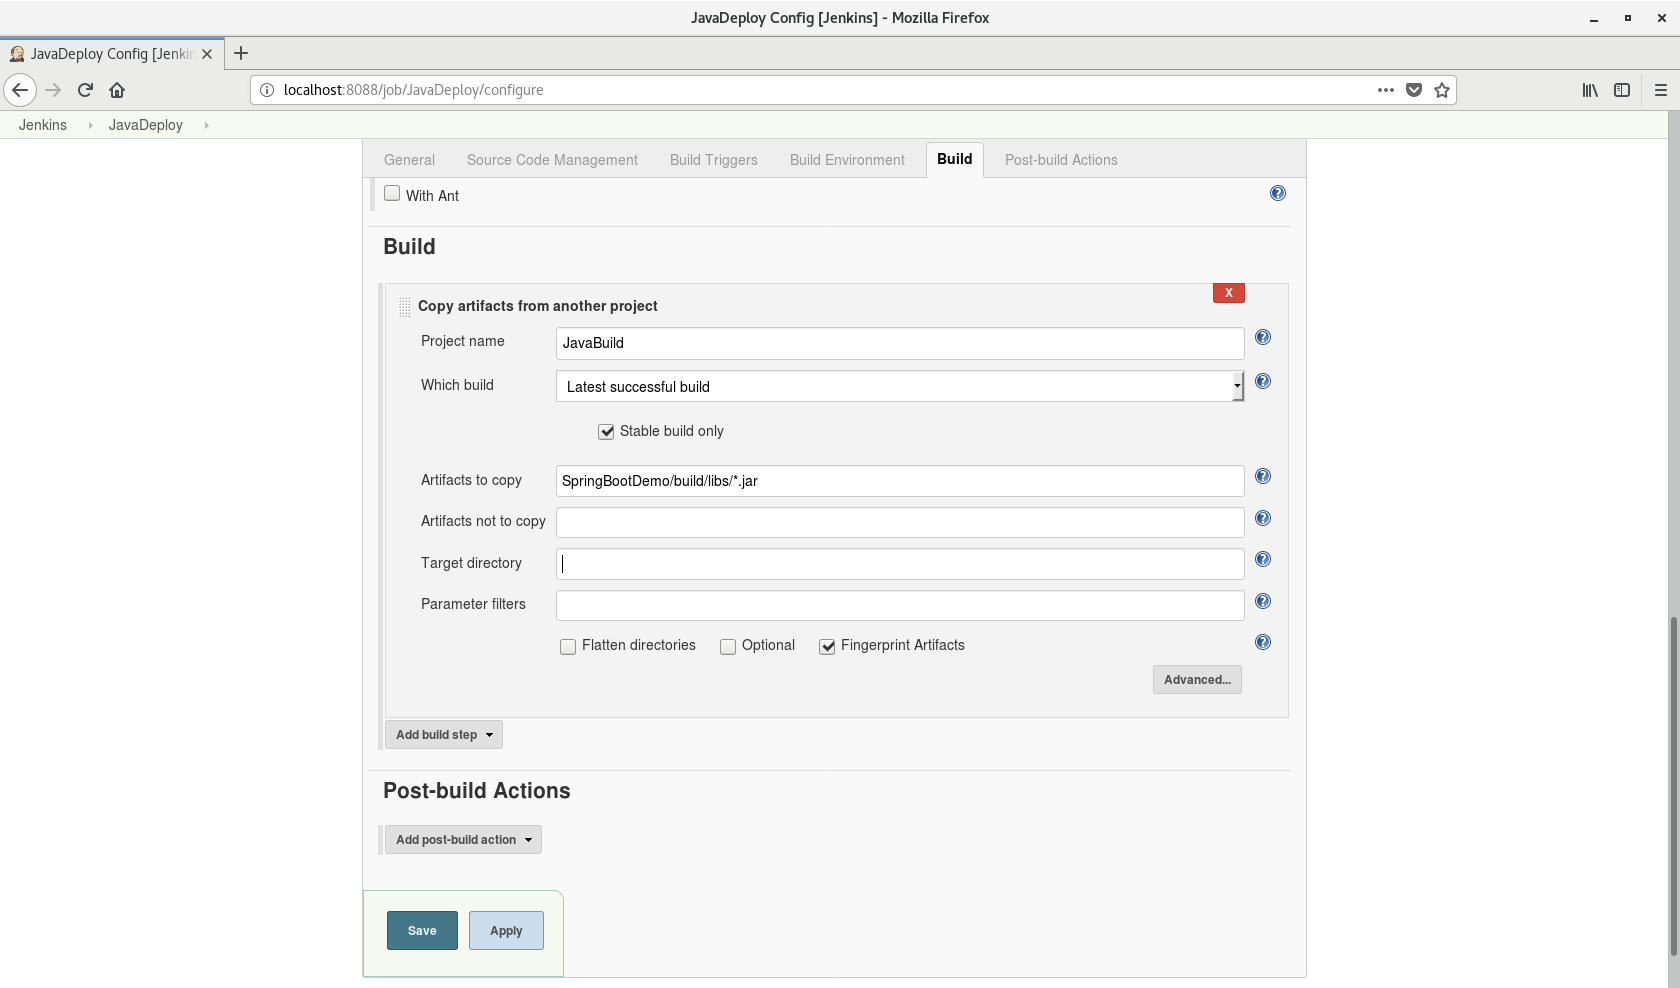 JavaDeploy Config [Jenkins] - Mozilla Firefox
JavaDeploy Config [Jenkin
localhost:8088/job/JavaDeploy/configure
Jenkins JavaDeploy
General Source Code Management Build Triggers Build Environment Build Post-build Actions
With Ant
Build
Copy artifacts from another project
X
Project name JavaBuild
Which build Latest successful build
Stable build only
Artifacts to copy SpringBootDemo/build/libs/*.jar
Artifacts not to copy
Target directory
Parameter filters
Flatten directories Optional Fingerprint Artifacts
Advanced...
Add build step
Post-build Actions
Add post-build action
Save Apply